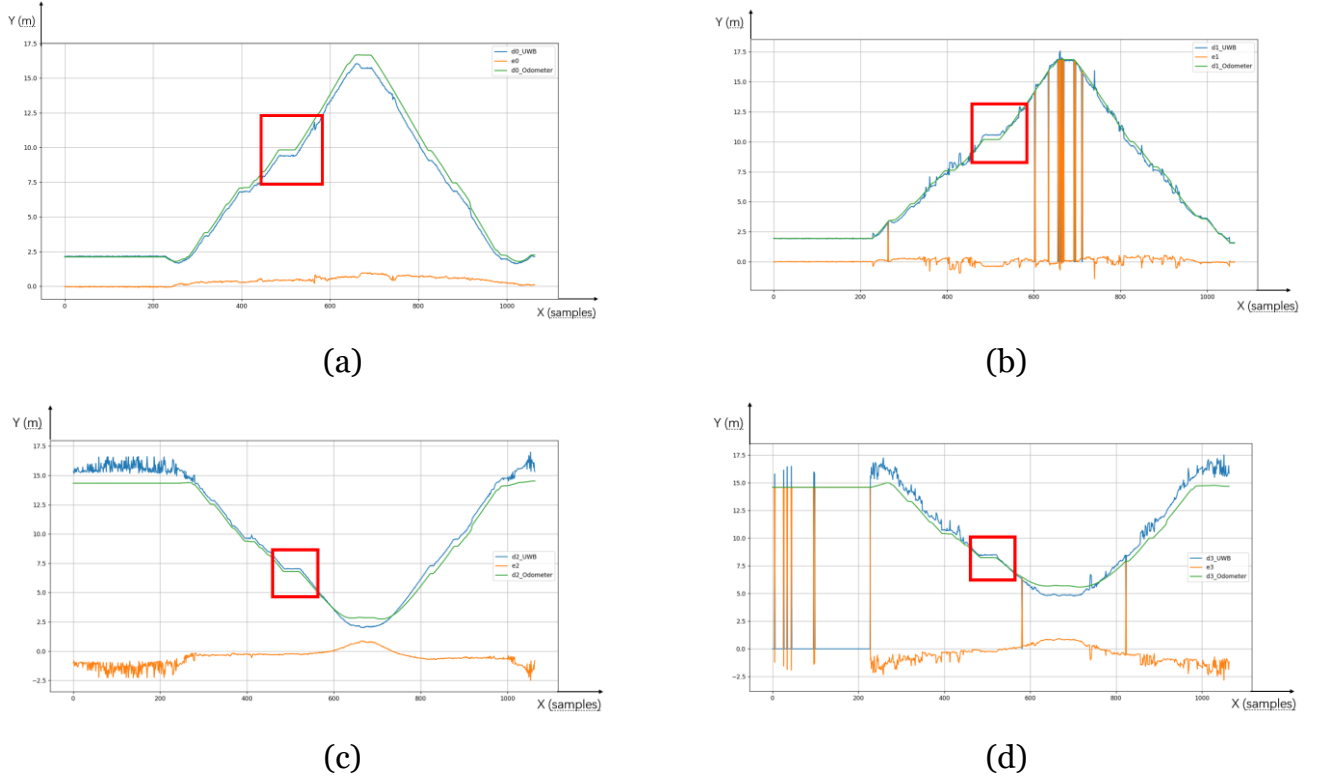 Y (m)
17.5
15.0
12.5
10.0
7.5
5.0
2.5
0.0
d0_UWB
e0
d0_Odometer
0
200
400
600
800
1000
X (samples)
(a)
Y (m)
17.5
15.0
12.5
10.0
7.5
5.0
2.5
0.0
d1_UWB
e1
d1_Odometer
0
200
400
600
800
1000
X (samples)
(b)
Y (m)
17.5
15.0
12.5
10.0
7.5
5.0
2.5
0.0
−2.5
d2_UWB
e2
d2_Odometer
0
200
400
600
800
1000
X (samples)
(c)
Y (m)
17.5
15.0
12.5
10.0
7.5
5.0
2.5
0.0
−2.5
d3_UWB
e3
d3_Odometer
0
200
400
600
800
1000
X (samples)
(d)